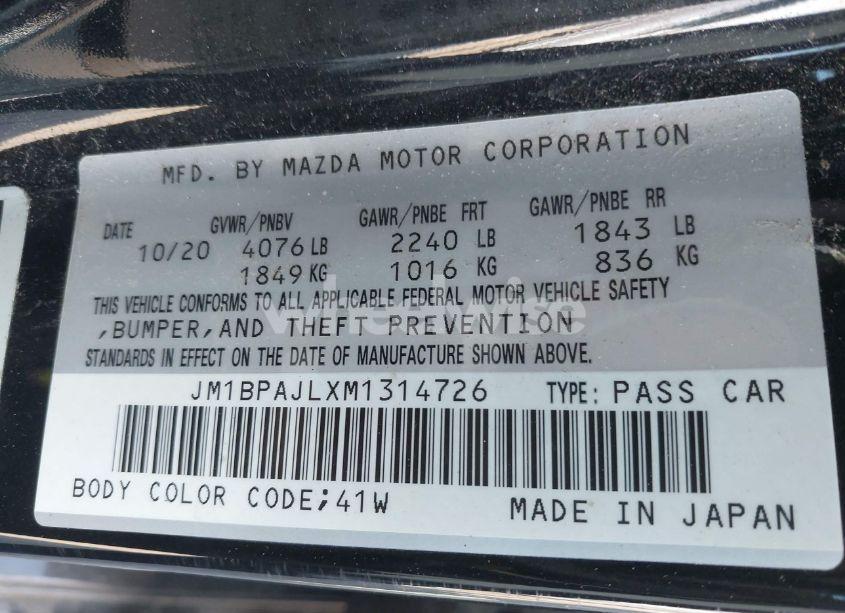 MFD. BY MAZDA MOTOR CORPORATION
DATE GVWR/PNBV GAWR/PNBE FRT GAWR/PNBE RR
10/20 4076 LB 2240 LB 1843 LB
1849 KG 1016 KG 836 KG
THIS VEHICLE CONFORMS TO ALL APPLICABLE FEDERAL MOTOR VEHICLE SAFETY
,BUMPER,AND THEFT PREVENTION
STANDARDS IN EFFECT ON THE DATE OF MANUFACTURE SHOWN ABOVE.
JM1BPAJLXM1314726 TYPE: PASS CAR
BODY COLOR CODE;41W MADE IN JAPAN